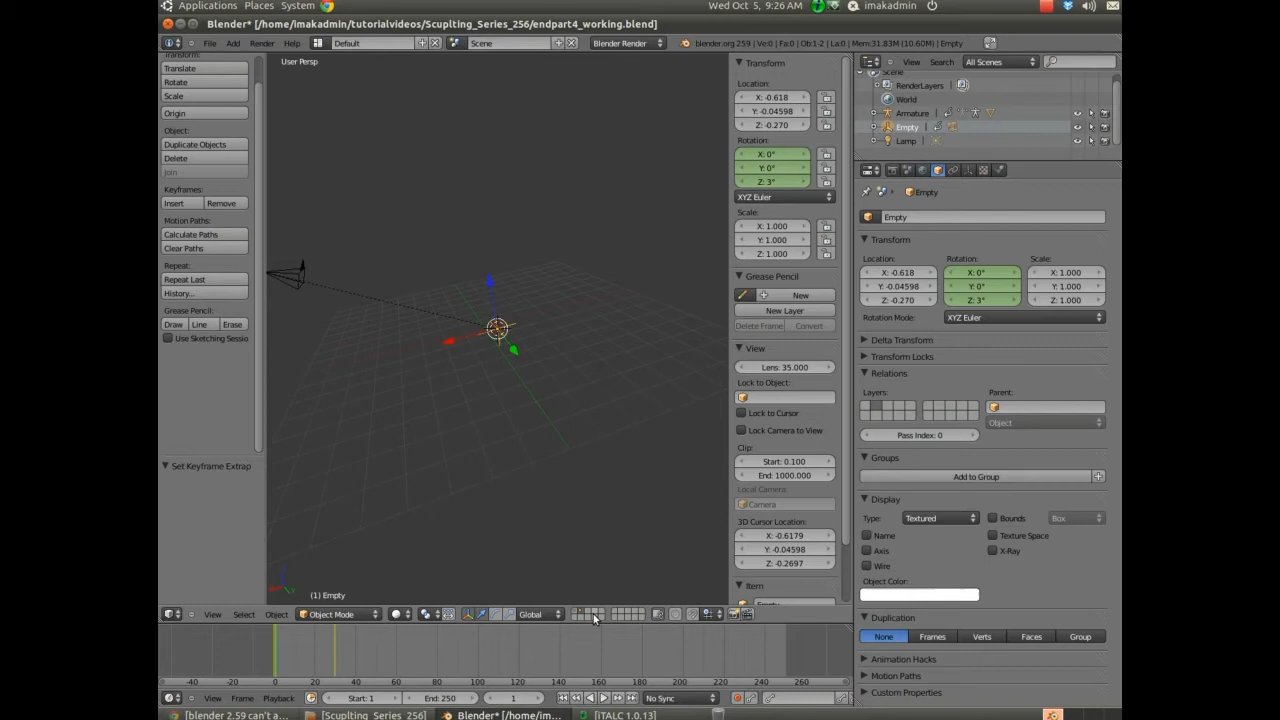 Applications Places System Wed Oct 5, 9:26 AM imakadmin
Blender* [/home/imakadmin/tutorialvideos/Scuplting_Series_256/endpart4_working.blend]
File Add Render Help Default Scene Blender Render blender.org 259 | Ve:0 | Fa:0 | Ob:1-2 | La:0 | Mem:31.83M (10.60M) | Empty
View Search All Scenes
Transform:
Translate
Rotate
Scale
Origin
Object:
Duplicate Objects
Delete
Join
Keyframes:
Insert Remove
Motion Paths:
Calculate Paths
Clear Paths
Repeat:
Repeat Last
History...
Grease Pencil:
Draw Line Erase
Use Sketching Sessio
Set Keyframe Extrap
User Persp
(1) Empty
Transform
Location:
X: -0.618
Y: -0.04598
Z: -0.270
Rotation:
X: 0°
Y: 0°
Z: 3°
XYZ Euler
Scale:
X: 1.000
Y: 1.000
Z: 1.000
Grease Pencil
New
New Layer
Delete Frame Convert
View
Lens: 35.000
Lock to Object:
Lock to Cursor
Lock Camera to View
Clip:
Start: 0.100
End: 1000.000
Local Camera:
Camera
3D Cursor Location:
X: -0.6179
Y: -0.04598
Z: -0.2697
Item
Empty
Scene
RenderLayers
World
Armature
Empty
Lamp
Empty
Empty
Transform
Location: Rotation: Scale:
X: -0.618 X: 0° X: 1.000
Y: -0.04598 Y: 0° Y: 1.000
Z: -0.270 Z: 3° Z: 1.000
Rotation Mode: XYZ Euler
Delta Transform
Transform Locks
Relations
Layers: Parent:
Object
Pass Index: 0
Groups
Add to Group
Display
Type: Textured Bounds Box
Name Texture Space
Axis X-Ray
Wire
Object Color:
Duplication
None Frames Verts Faces Group
Animation Hacks
Motion Paths
Custom Properties
View Select Object Object Mode Global
0 20 40 60 80 100 120 140 160 180 200 220 240 260
View Frame Playback Start: 1 End: 250 1 No Sync
[blender 2.59 can't a... [Scuplting_Series_256] Blender* [/home/im... [iTALC 1.0.13]